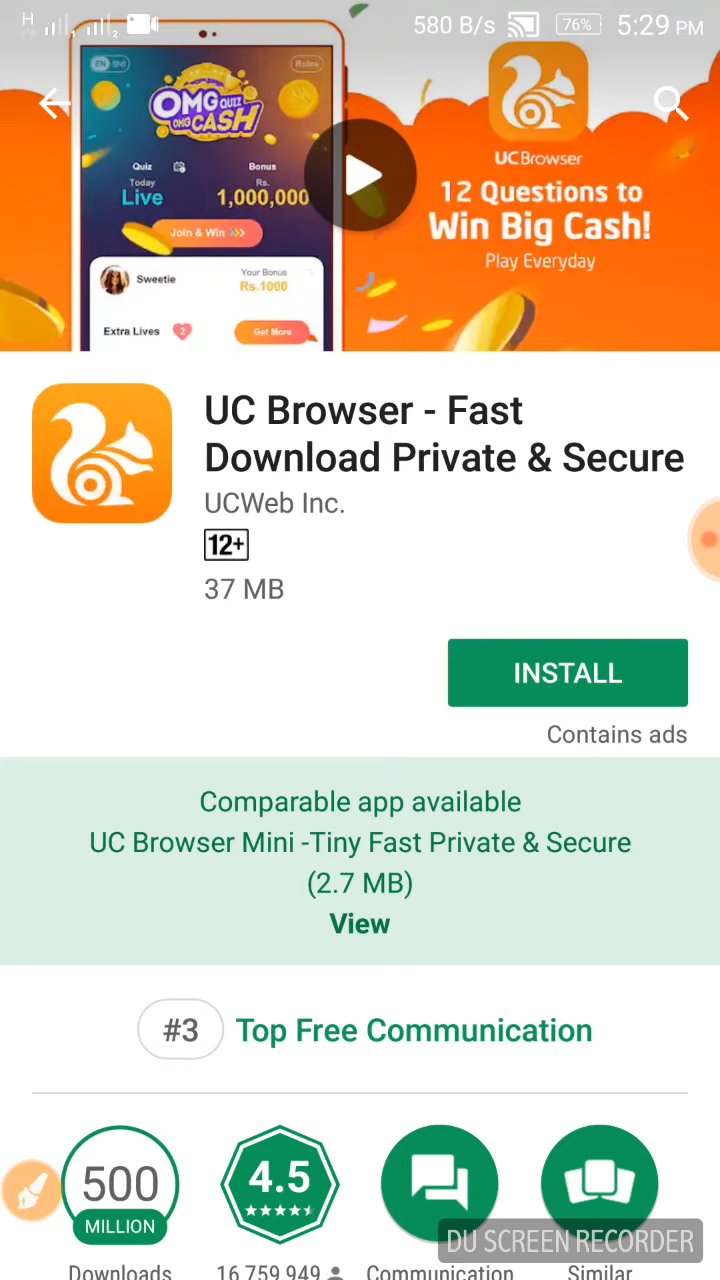 H
1
2
580 B/s
76%
5:29 PM
EN
Rules
OMG QUIZ
OMG CASH
Quiz
Bonus
Today
Rs.
Live
1,000,000
Join & Win >>>
Sweetie
Your Bonus
Rs.1000
Extra Lives
2
Get More
UC Browser
12 Questions to
Win Big Cash!
Play Everyday
UC Browser - Fast
Download Private & Secure
UCWeb Inc.
12+
37 MB
INSTALL
Contains ads
Comparable app available
UC Browser Mini -Tiny Fast Private & Secure
(2.7 MB)
View
#3 Top Free Communication
500
MILLION
4.5
DU SCREEN RECORDER
Downloads
16,759,949
Communication
Similar